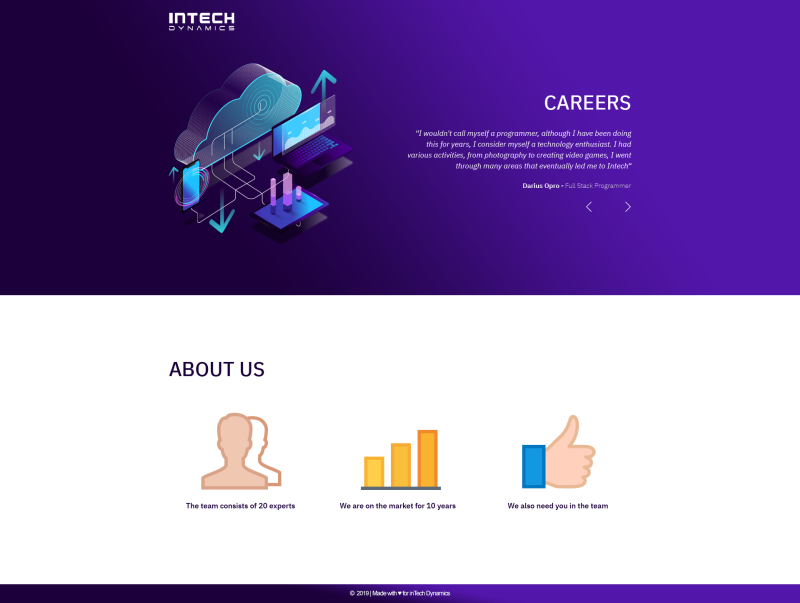 INTECH
DYNAMICS
CAREERS
"I wouldn't call myself a programmer, although I have been doing
this for years, I consider myself a technology enthusiast. I had
various activities, from photography to creating video games, I went
through many areas that eventually led me to Intech"
Darius Opro - Full Stack Programmer
ABOUT US
The team consists of 20 experts
We are on the market for 10 years
We also need you in the team
© 2019 | Made with ♥ for inTech Dynamics